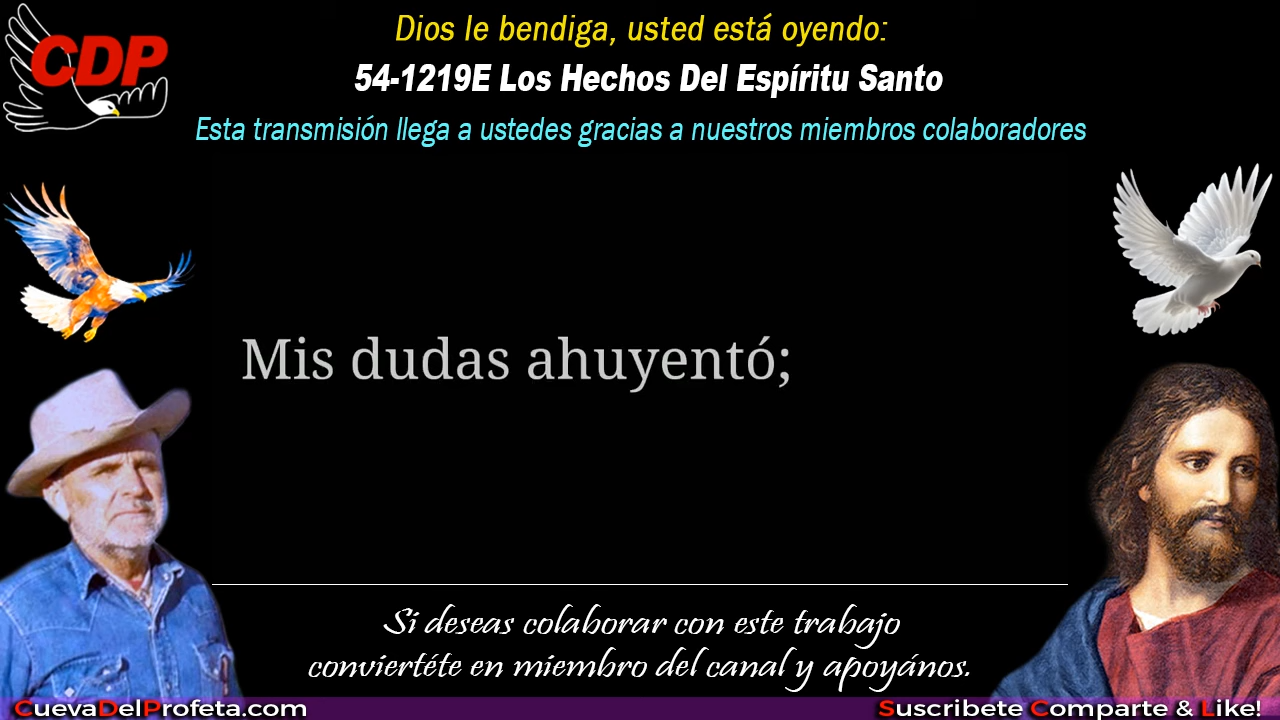 CDP
Dios le bendiga, usted está oyendo:
54-1219E Los Hechos Del Espíritu Santo
Esta transmisión llega a ustedes gracias a nuestros miembros colaboradores
Mis dudas ahuyentó;
Si deseas colaborar con este trabajo
conviertéte en miembro del canal y apoyános.
CuevaDelProfeta.com
Suscribete Comparte & Like!